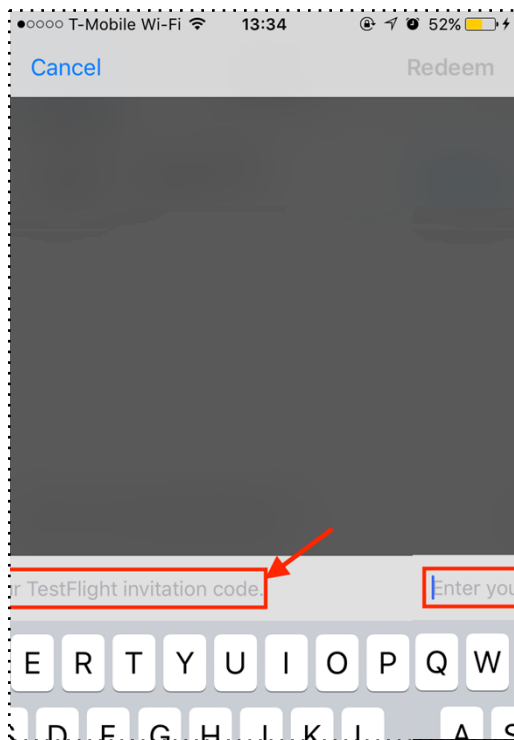 T-Mobile Wi-Fi 13:34 52%
Cancel Redeem
r TestFlight invitation code. Enter you
E R T Y U I O P Q W
S D F G H J K L A S